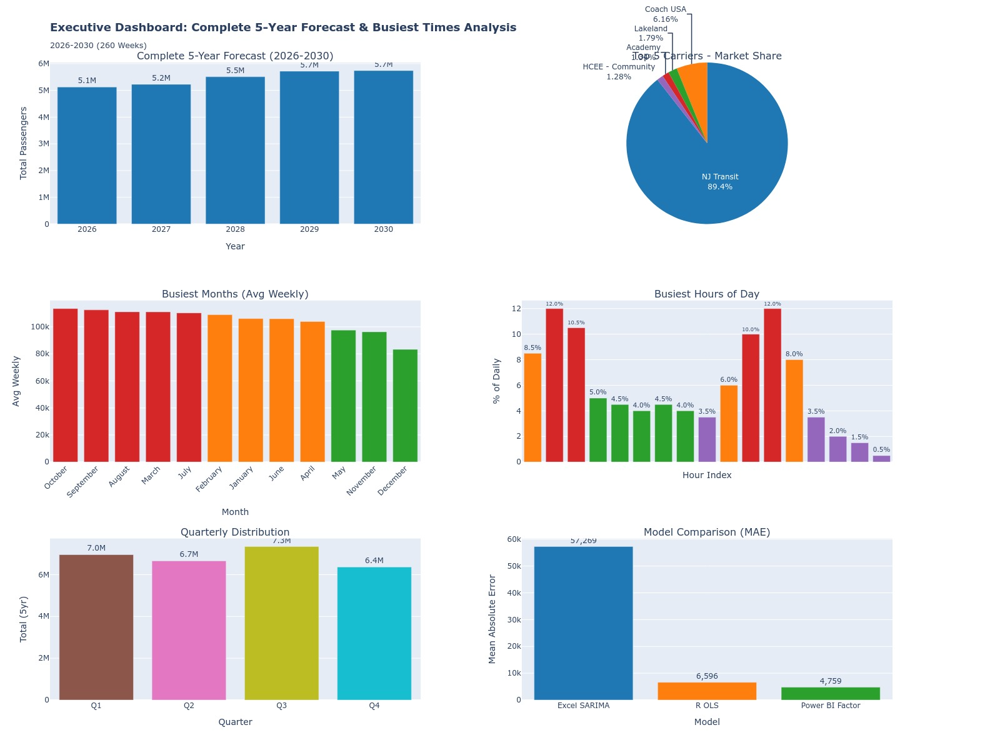 Executive Dashboard: Complete 5-Year Forecast & Busiest Times Analysis
2026-2030 (260 Weeks)
Complete 5-Year Forecast (2026-2030)
6M
5M
4M
3M
2M
1M
0
Total Passengers
5.1M
5.2M
5.5M
5.7M
5.7M
2026
2027
2028
2029
2030
Year
Top 5 Carriers - Market Share
Coach USA
6.16%
Lakeland
1.79%
Academy
1.34%
HCEE - Community
1.28%
NJ Transit
89.4%
Busiest Months (Avg Weekly)
100k
80k
60k
40k
20k
0
Avg Weekly
October
September
August
March
July
February
January
June
April
May
November
December
Month
Busiest Hours of Day
12
10
8
6
4
2
0
% of Daily
8.5%
12.0%
10.5%
5.0%
4.5%
4.0%
4.5%
4.0%
3.5%
6.0%
10.0%
12.0%
8.0%
3.5%
2.0%
1.5%
0.5%
Hour Index
Quarterly Distribution
6M
4M
2M
0
Total (5yr)
7.0M
6.7M
7.3M
6.4M
Q1
Q2
Q3
Q4
Quarter
Model Comparison (MAE)
60k
50k
40k
30k
20k
10k
0
Mean Absolute Error
57,269
6,596
4,759
Excel SARIMA
R OLS
Power BI Factor
Model